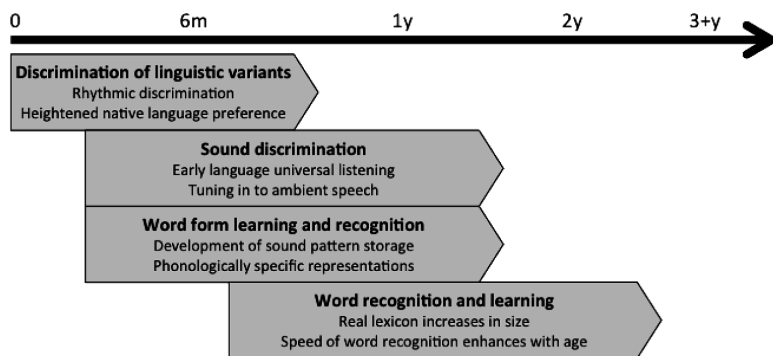 0 6m 1y 2y 3+y
Discrimination of linguistic variants
Rhythmic discrimination
Heightened native language preference
Sound discrimination
Early language universal listening
Tuning in to ambient speech
Word form learning and recognition
Development of sound pattern storage
Phonologically specific representations
Word recognition and learning
Real lexicon increases in size
Speed of word recognition enhances with age